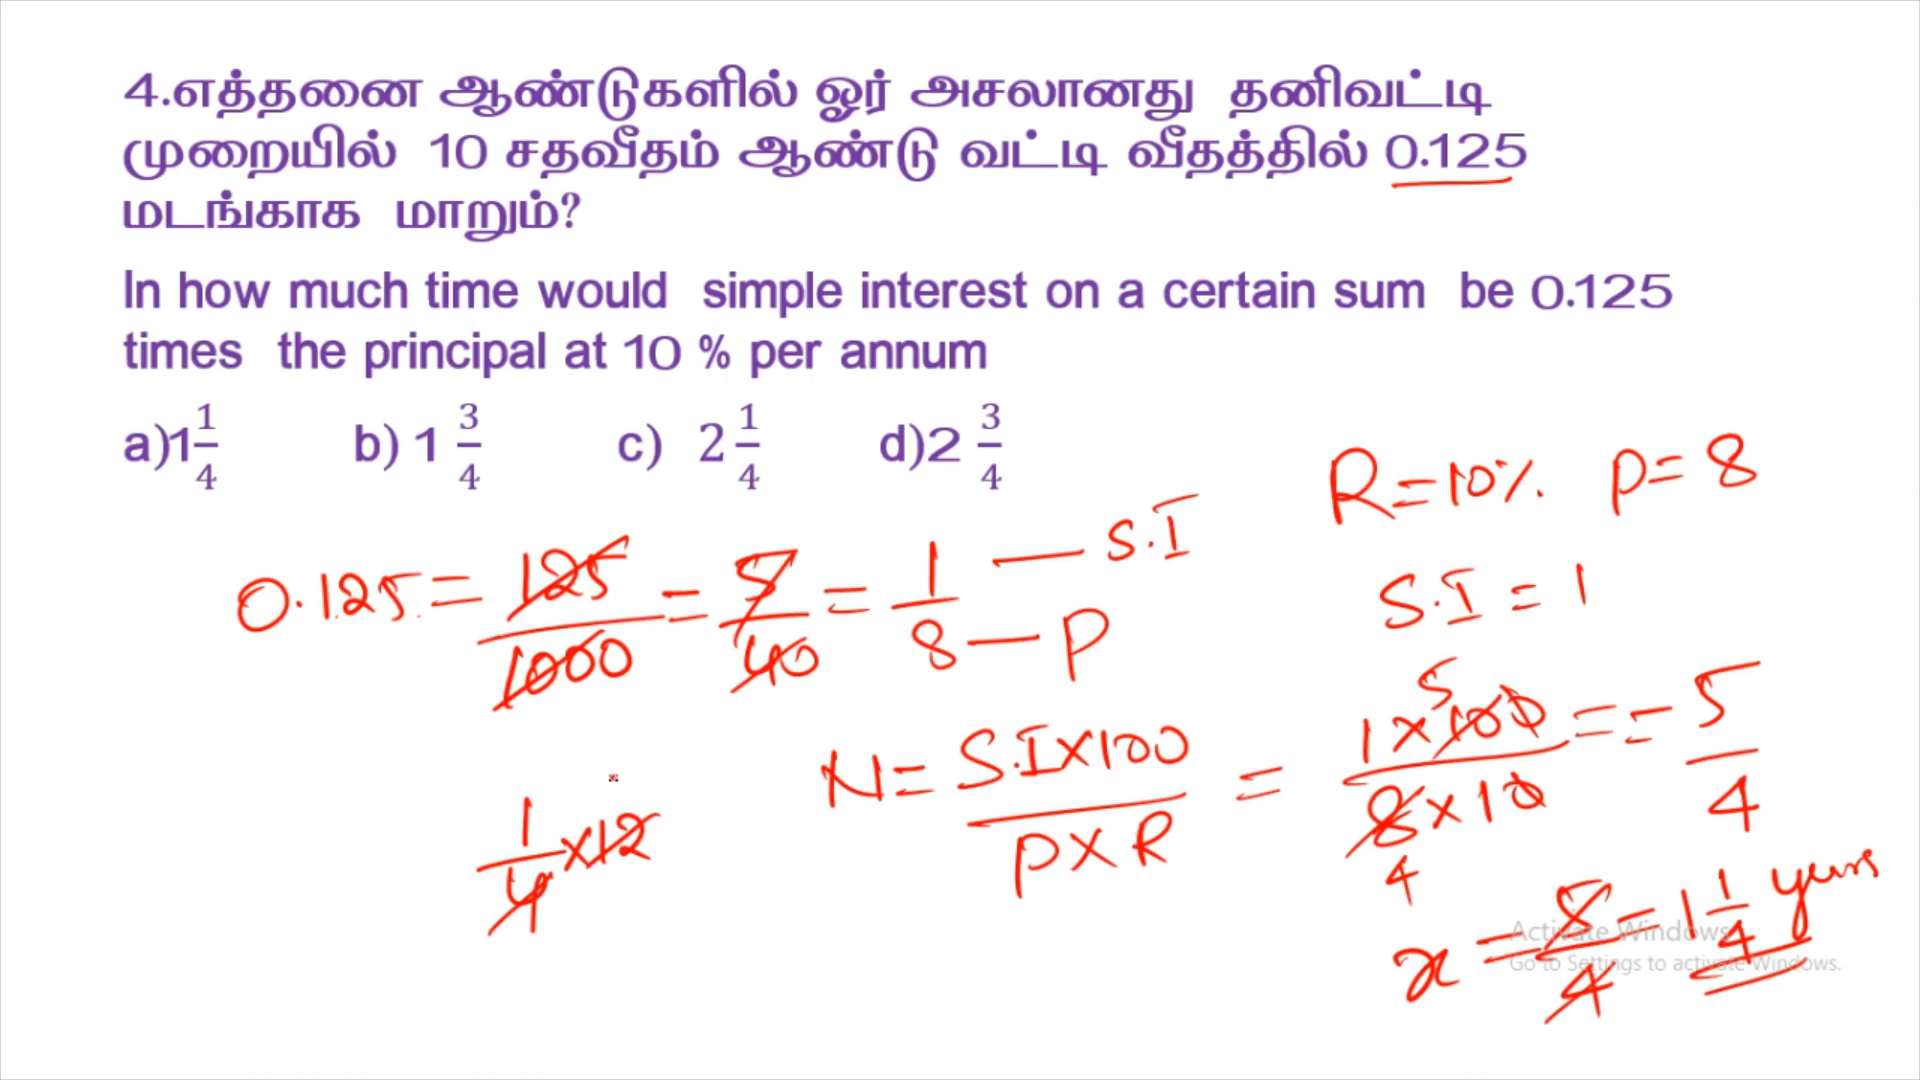 4.எத்தனை ஆண்டுகளில் ஓர் அசலானது தனிவட்டி
முறையில் 10 சதவீதம் ஆண்டு வட்டி வீதத்தில் 0.125
மடங்காக மாறும்?
In how much time would simple interest on a certain sum be 0.125
times the principal at 10 % per annum
a)1 1/4 b) 1 3/4 c) 2 1/4 d)2 3/4
R=10% P=8
0.125 = 125/1000 = 5/40 = 1/8 — S.I — P
S.I = 1
N = S.I×100/P×R = 1×100/8×10 == 5/4
5
4
1/4 ×12
x = 5/4 = 1 1/4 years
Activate Windows
Go to Settings to activate Windows.